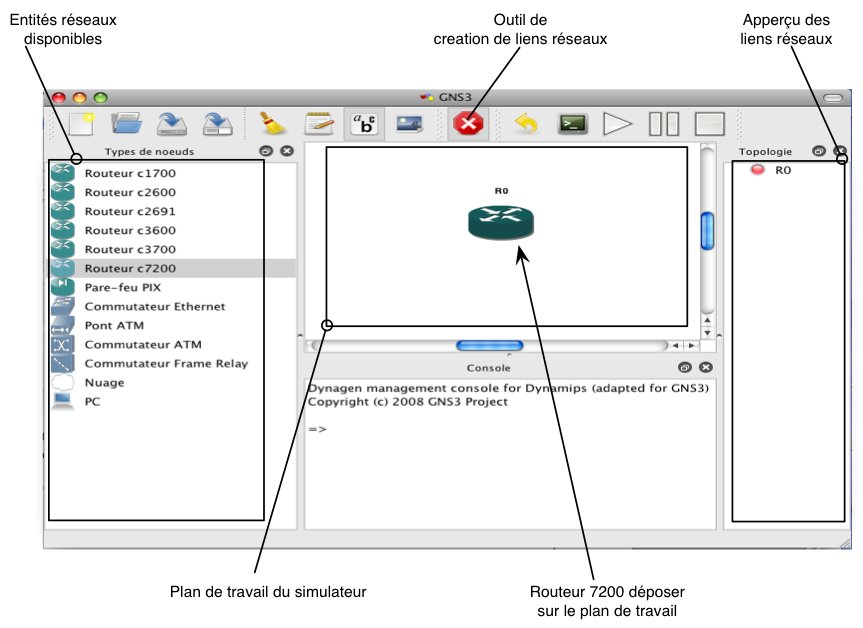 Entités réseaux
disponibles
Outil de
creation de liens réseaux
Apperçu des
liens réseaux
GNS3
abc
Types de noeuds
Topologie
Routeur c1700
Routeur c2600
Routeur c2691
Routeur c3600
Routeur c3700
Routeur c7200
Pare-feu PIX
Commutateur Ethernet
Pont ATM
Commutateur ATM
Commutateur Frame Relay
Nuage
PC
R0
R0
Console
Dynagen management console for Dynamips (adapted for GNS3)
Copyright (c) 2008 GNS3 Project
=>
Plan de travail du simulateur
Routeur 7200 déposer
sur le plan de travail